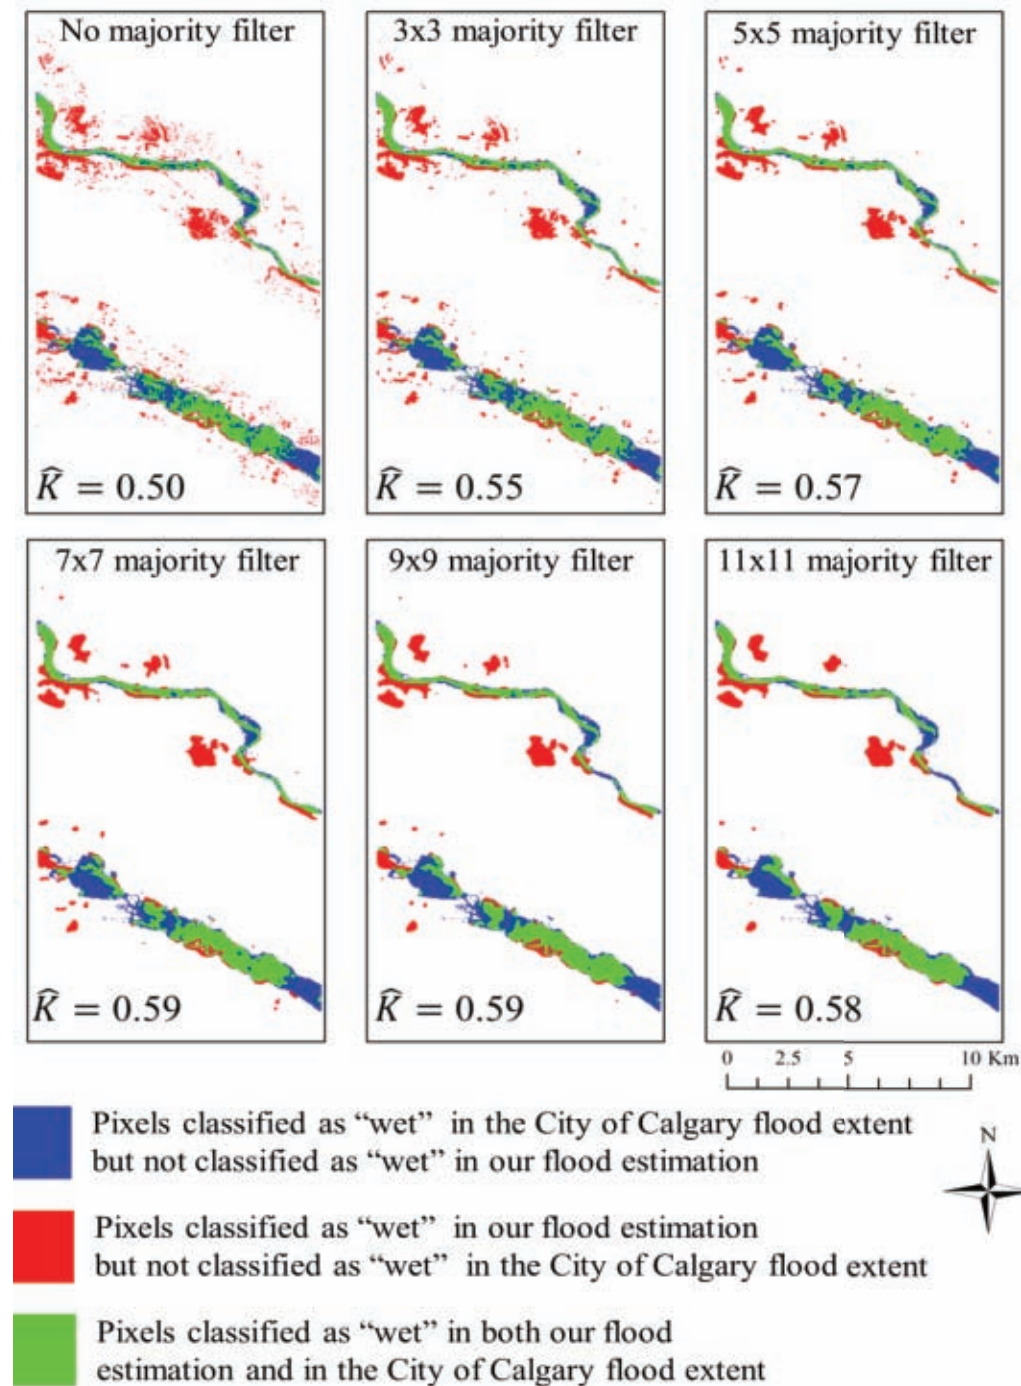 No majority filter
3x3 majority filter
5x5 majority filter
K̂ = 0.50
K̂ = 0.55
K̂ = 0.57
7x7 majority filter
9x9 majority filter
11x11 majority filter
K̂ = 0.59
K̂ = 0.59
K̂ = 0.58
0 2.5 5 10 Km
Pixels classified as “wet” in the City of Calgary flood extent
but not classified as “wet” in our flood estimation
N
Pixels classified as “wet” in our flood estimation
but not classified as “wet” in the City of Calgary flood extent
Pixels classified as “wet” in both our flood
estimation and in the City of Calgary flood extent